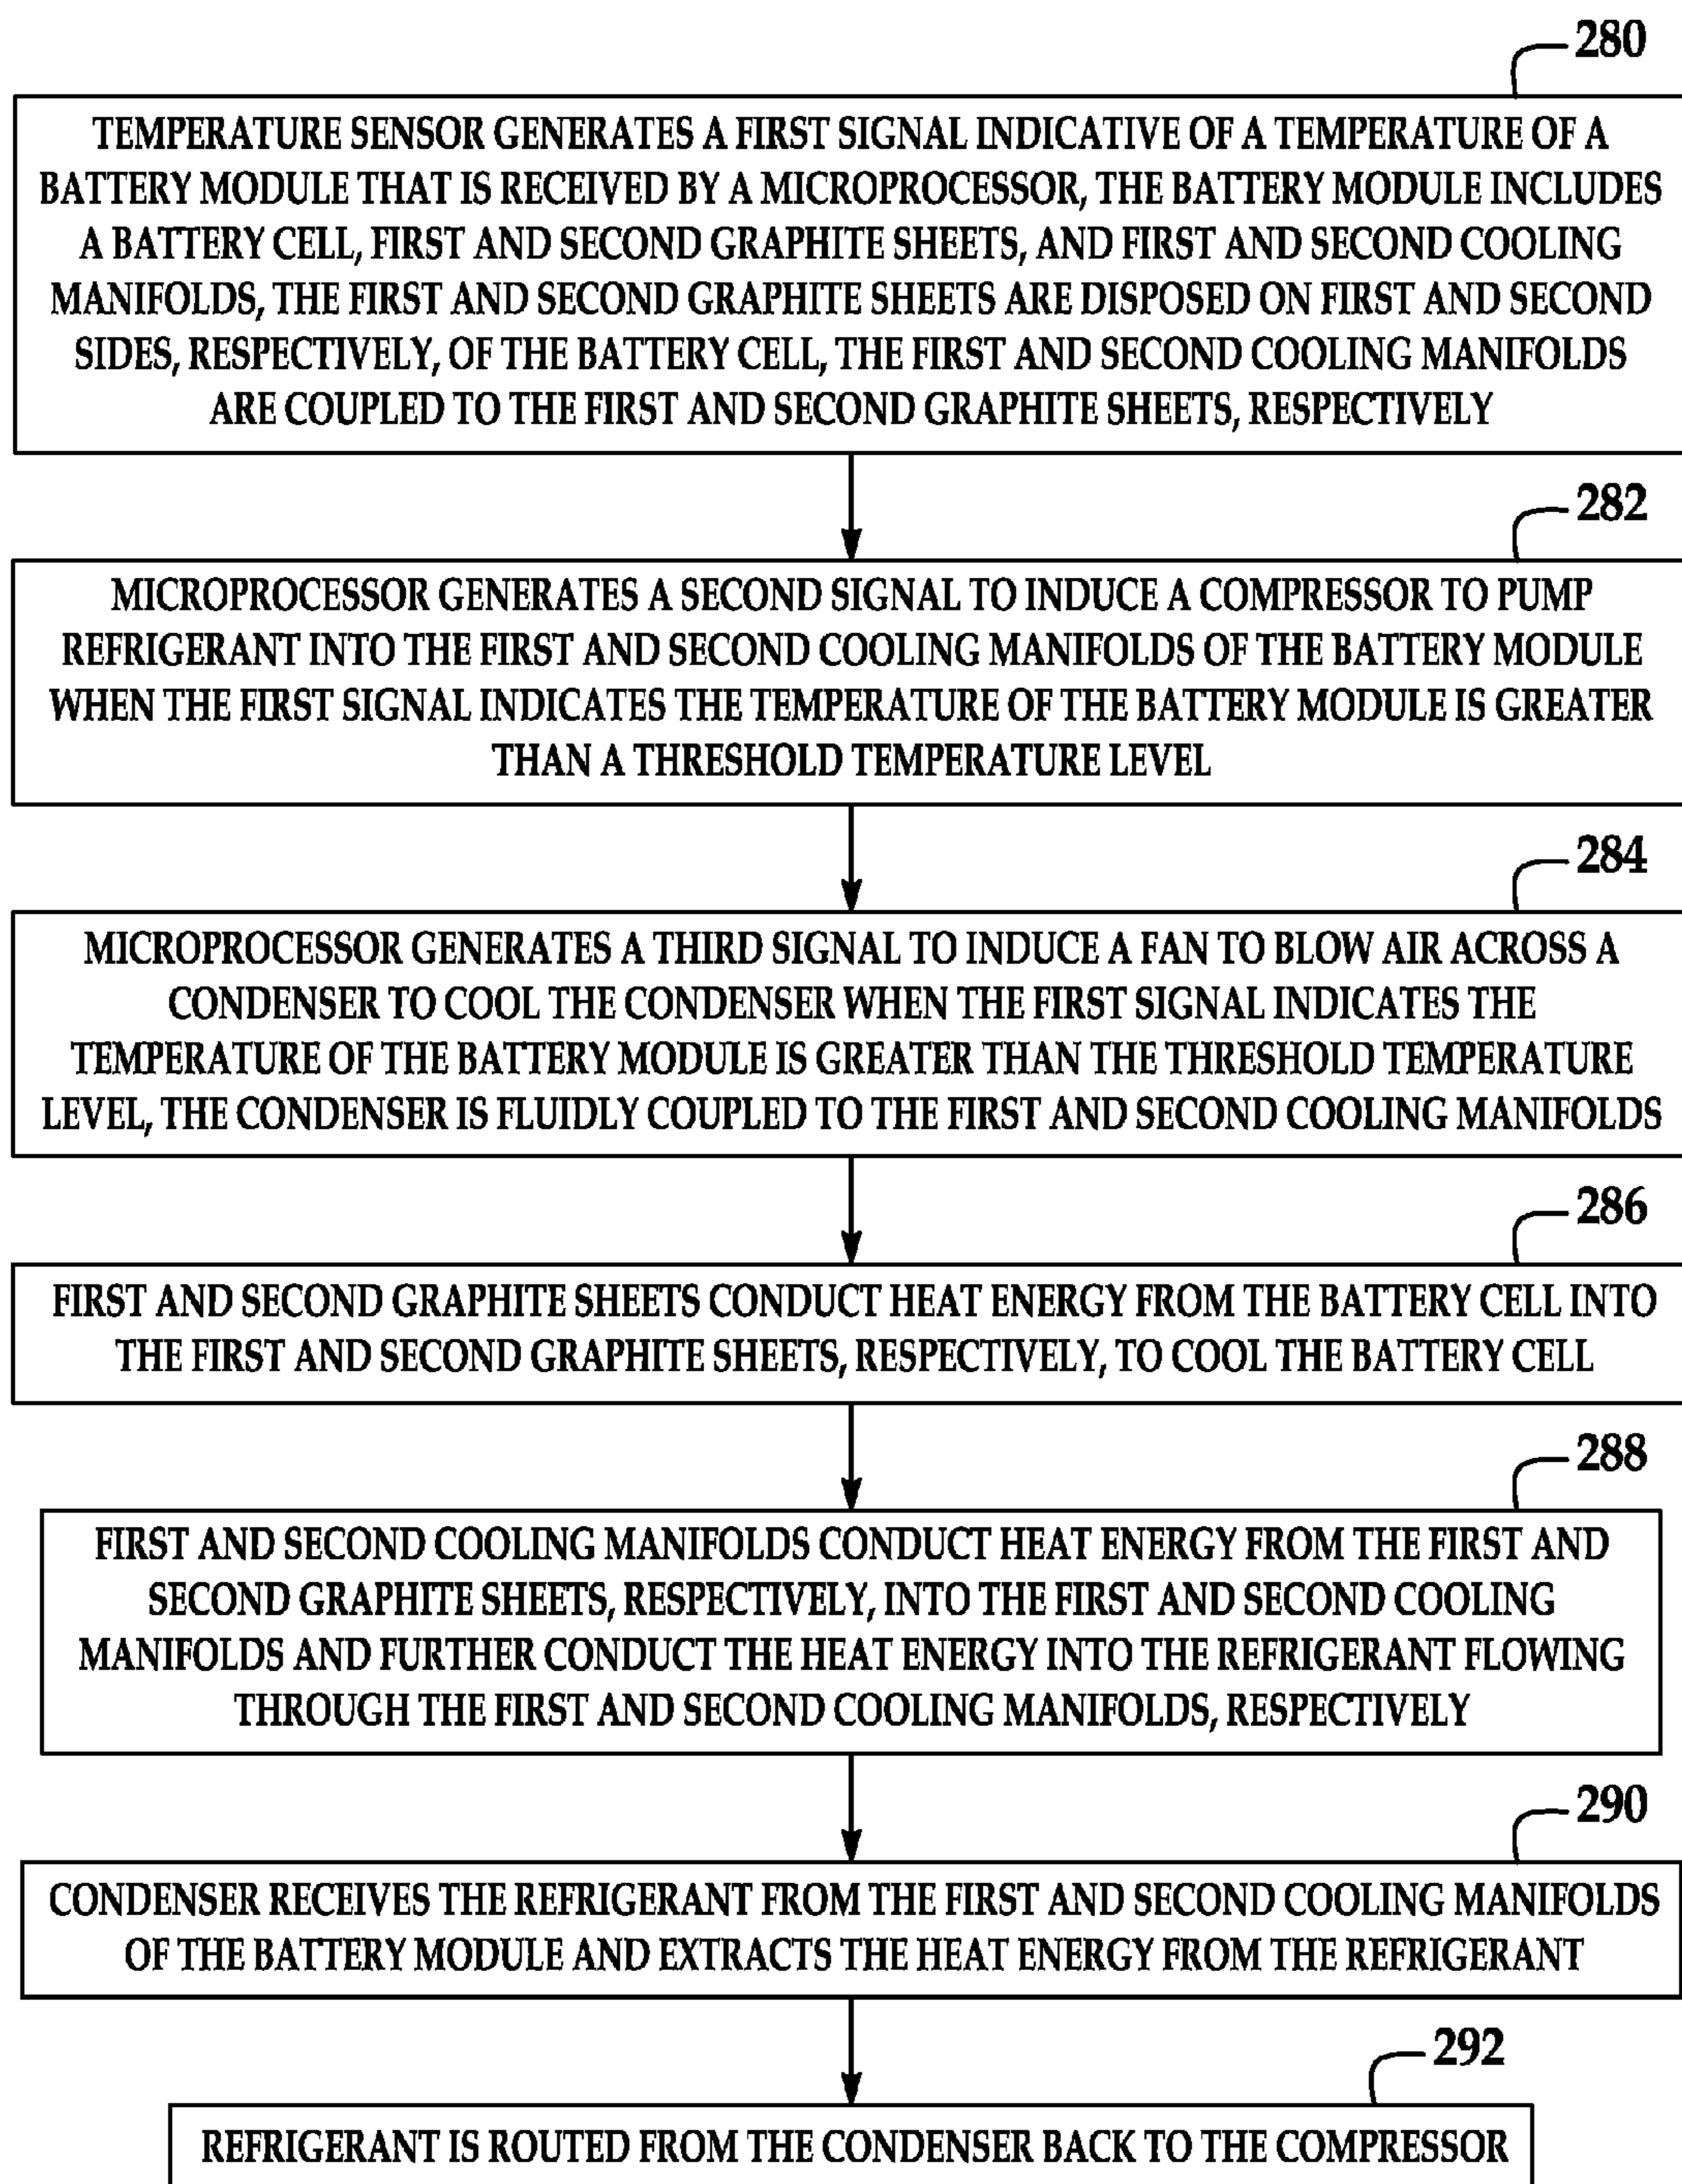 280
TEMPERATURE SENSOR GENERATES A FIRST SIGNAL INDICATIVE OF A TEMPERATURE OF A
BATTERY MODULE THAT IS RECEIVED BY A MICROPROCESSOR, THE BATTERY MODULE INCLUDES
A BATTERY CELL, FIRST AND SECOND GRAPHITE SHEETS, AND FIRST AND SECOND COOLING
MANIFOLDS, THE FIRST AND SECOND GRAPHITE SHEETS ARE DISPOSED ON FIRST AND SECOND
SIDES, RESPECTIVELY, OF THE BATTERY CELL, THE FIRST AND SECOND COOLING MANIFOLDS
ARE COUPLED TO THE FIRST AND SECOND GRAPHITE SHEETS, RESPECTIVELY
282
MICROPROCESSOR GENERATES A SECOND SIGNAL TO INDUCE A COMPRESSOR TO PUMP
REFRIGERANT INTO THE FIRST AND SECOND COOLING MANIFOLDS OF THE BATTERY MODULE
WHEN THE FIRST SIGNAL INDICATES THE TEMPERATURE OF THE BATTERY MODULE IS GREATER
THAN A THRESHOLD TEMPERATURE LEVEL
284
MICROPROCESSOR GENERATES A THIRD SIGNAL TO INDUCE A FAN TO BLOW AIR ACROSS A
CONDENSER TO COOL THE CONDENSER WHEN THE FIRST SIGNAL INDICATES THE
TEMPERATURE OF THE BATTERY MODULE IS GREATER THAN THE THRESHOLD TEMPERATURE
LEVEL, THE CONDENSER IS FLUIDLY COUPLED TO THE FIRST AND SECOND COOLING MANIFOLDS
286
FIRST AND SECOND GRAPHITE SHEETS CONDUCT HEAT ENERGY FROM THE BATTERY CELL INTO
THE FIRST AND SECOND GRAPHITE SHEETS, RESPECTIVELY, TO COOL THE BATTERY CELL
288
FIRST AND SECOND COOLING MANIFOLDS CONDUCT HEAT ENERGY FROM THE FIRST AND
SECOND GRAPHITE SHEETS, RESPECTIVELY, INTO THE FIRST AND SECOND COOLING
MANIFOLDS AND FURTHER CONDUCT THE HEAT ENERGY INTO THE REFRIGERANT FLOWING
THROUGH THE FIRST AND SECOND COOLING MANIFOLDS, RESPECTIVELY
290
CONDENSER RECEIVES THE REFRIGERANT FROM THE FIRST AND SECOND COOLING MANIFOLDS
OF THE BATTERY MODULE AND EXTRACTS THE HEAT ENERGY FROM THE REFRIGERANT
292
REFRIGERANT IS ROUTED FROM THE CONDENSER BACK TO THE COMPRESSOR